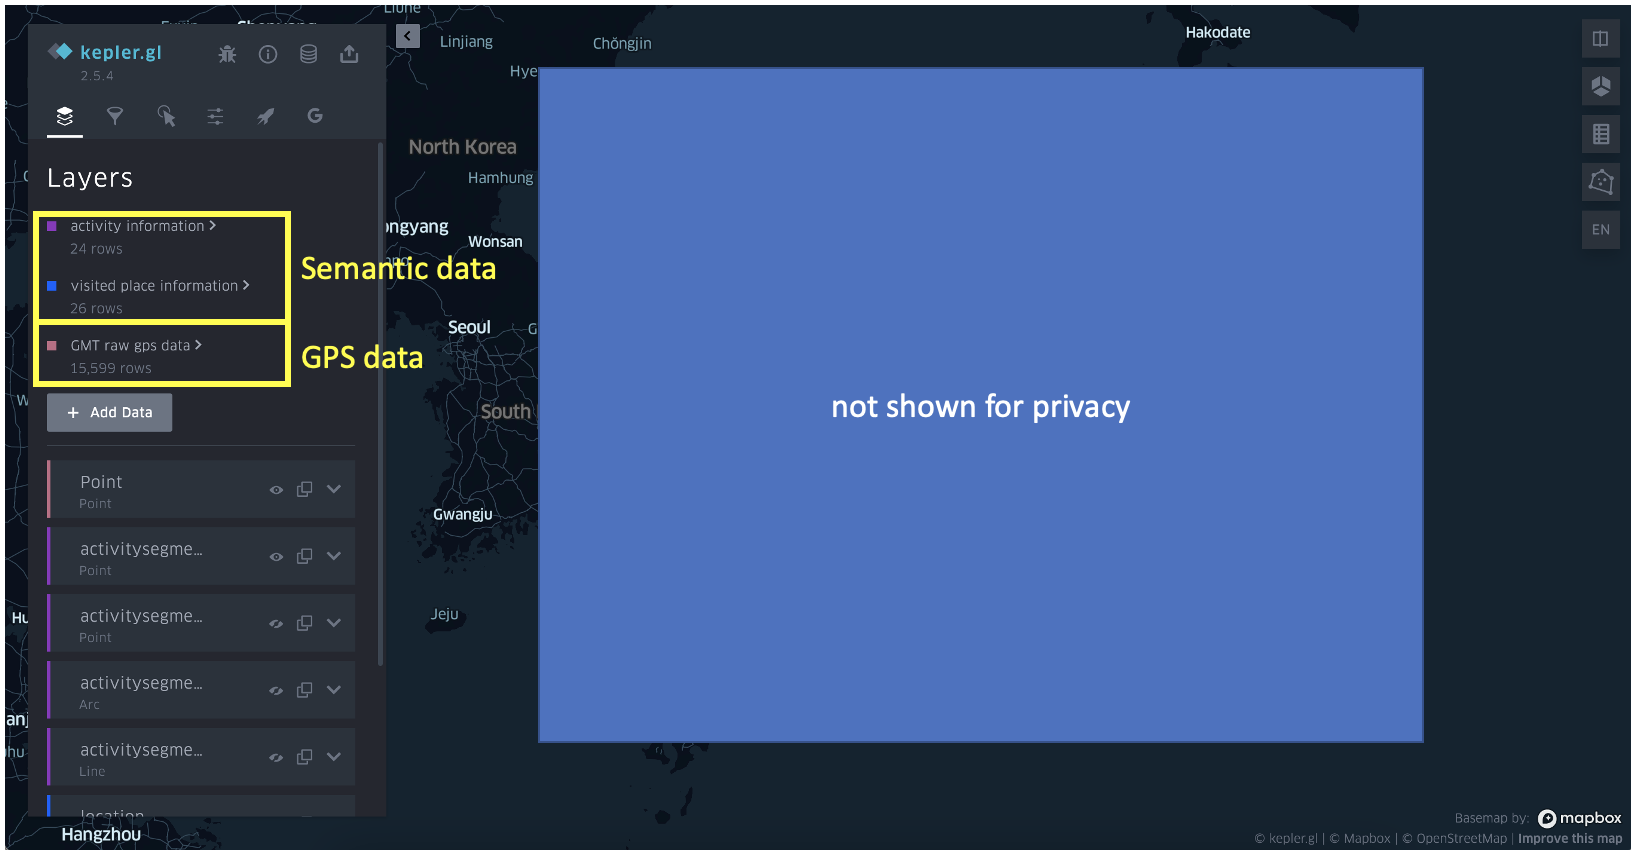 kepler.gl
2.5.4
Layers
activity information
24 rows
visited place information
26 rows
GMT raw gps data
15,599 rows
+ Add Data
Point
Point
activitysegme...
Point
activitysegme...
Point
activitysegme...
Arc
activitysegme...
Line
location
Semantic data
GPS data
not shown for privacy
Linjiang
Chŏngjin
Hakodate
Hye
North Korea
Hamhung
ongyang
Wonsan
Seoul
South
Gwangju
Jeju
Hangzhou
EN
Basemap by: mapbox
© kepler.gl | © Mapbox | © OpenStreetMap | Improve this map